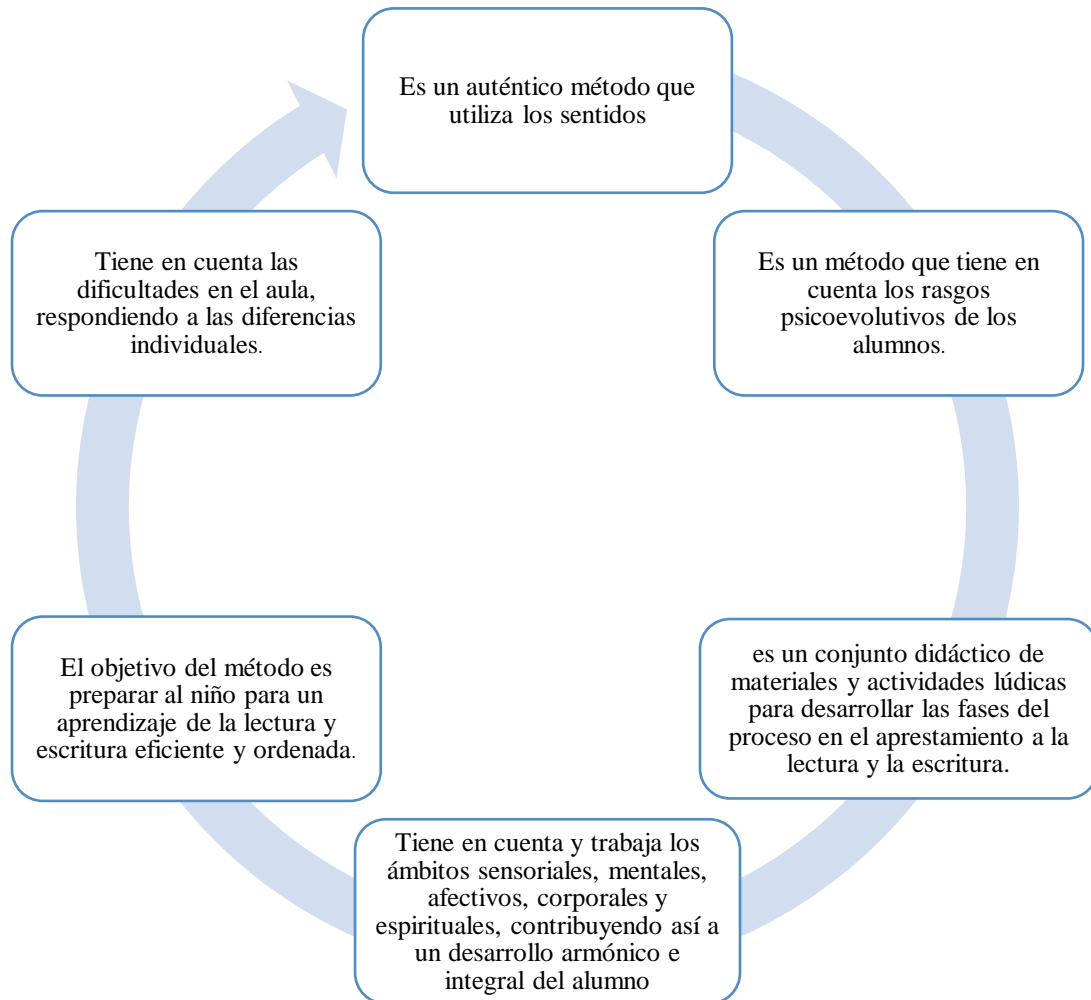 Es un auténtico método que
utiliza los sentidos
Es un método que tiene en
cuenta los rasgos
psicoevolutivos de los
alumnos.
es un conjunto didáctico de
materiales y actividades lúdicas
para desarrollar las fases del
proceso en el aprestamiento a la
lectura y la escritura.
Tiene en cuenta y trabaja los
ámbitos sensoriales, mentales,
afectivos, corporales y
espirituales, contribuyendo así a
un desarrollo armónico e
integral del alumno
El objetivo del método es
preparar al niño para un
aprendizaje de la lectura y
escritura eficiente y ordenada.
Tiene en cuenta las
dificultades en el aula,
respondiendo a las diferencias
individuales.